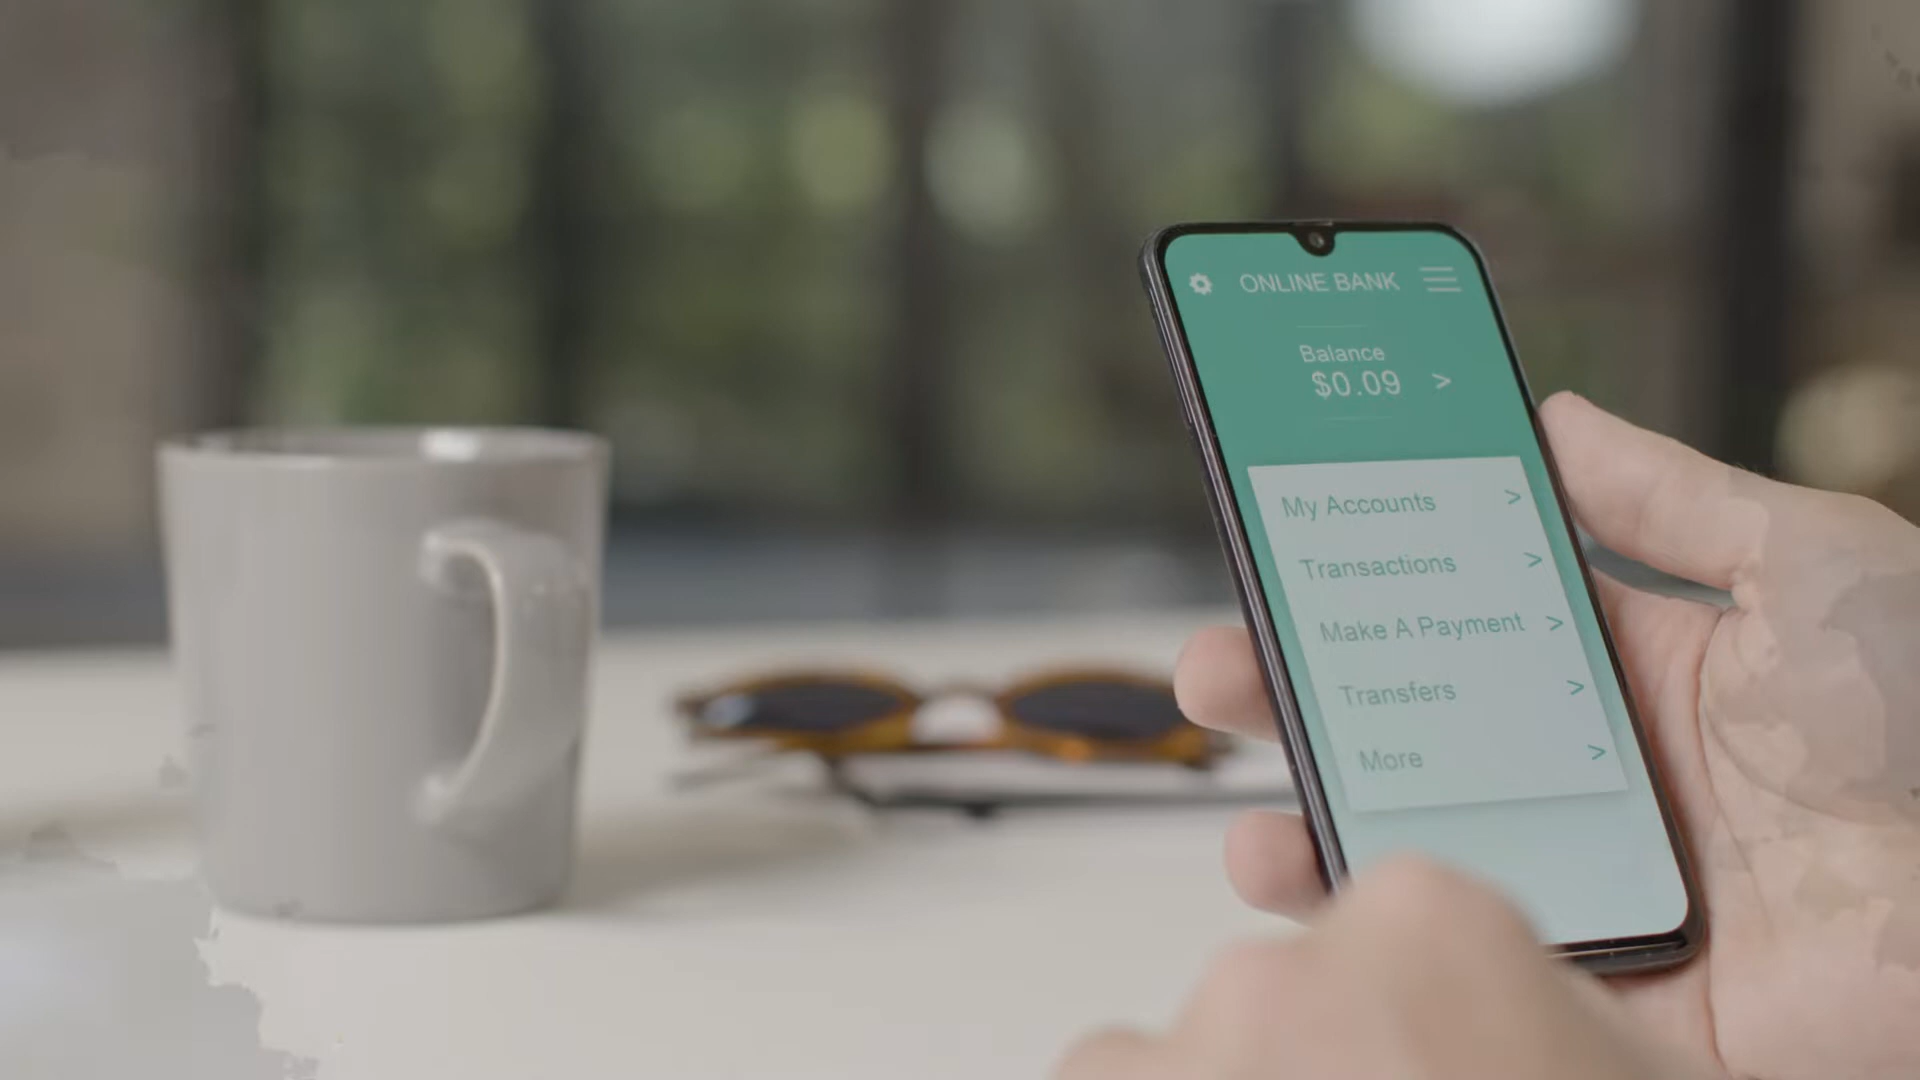 ONLINE BANK
Balance
$0.09 >
My Accounts >
Transactions >
Make A Payment >
Transfers >
More >